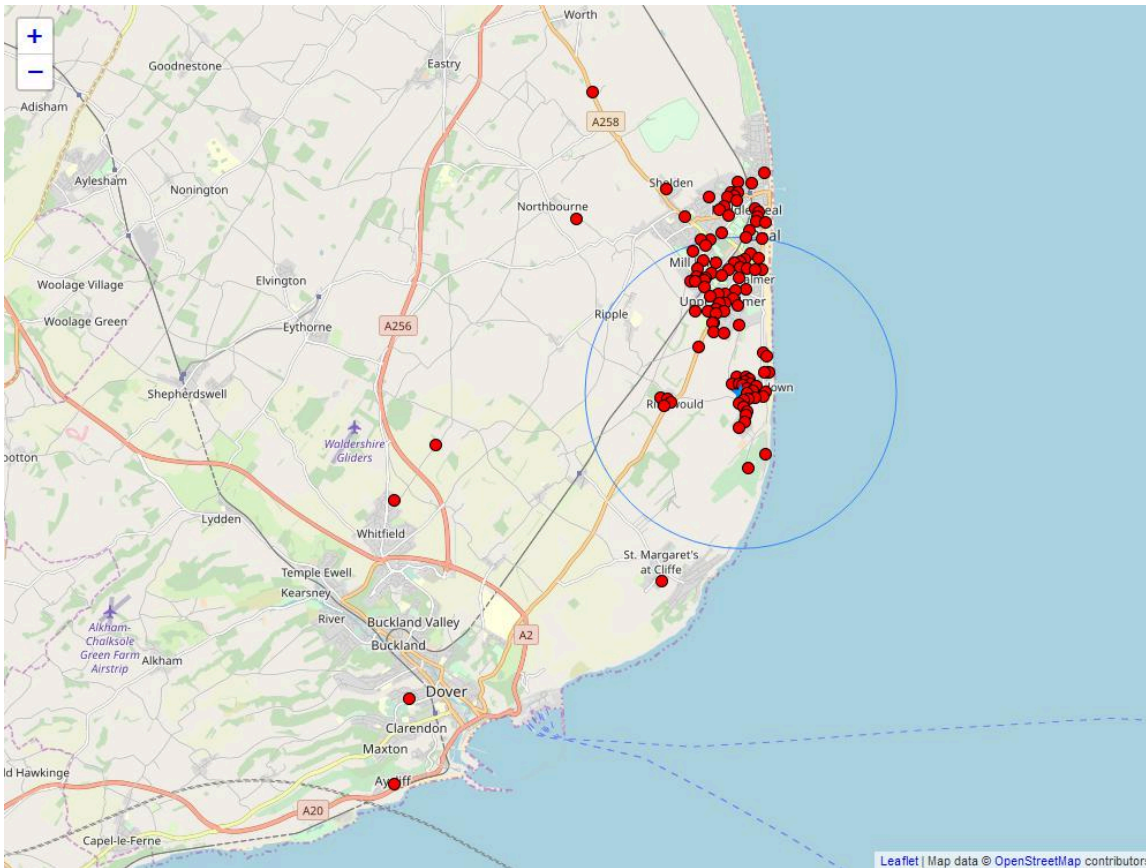 +
−
Worth
Goodnestone
Eastry
Adisham
A258
Aylesham
Nonington
Sholden
Northbourne
Elvington
Woolage Village
Woolage Green
Ripple
Eythorne
A256
Shepherdswell
Waldershire
Gliders
Lydden
Whitfield
St. Margaret's
at Cliffe
Temple Ewell
Kearsney
River
Buckland Valley
Buckland
A2
Alkham-
Chalksole
Green Farm
Airstrip
Alkham
Dover
Clarendon
Maxton
ld Hawkinge
A20
Capel-le-Ferne
Leaflet | Map data © OpenStreetMap contributors